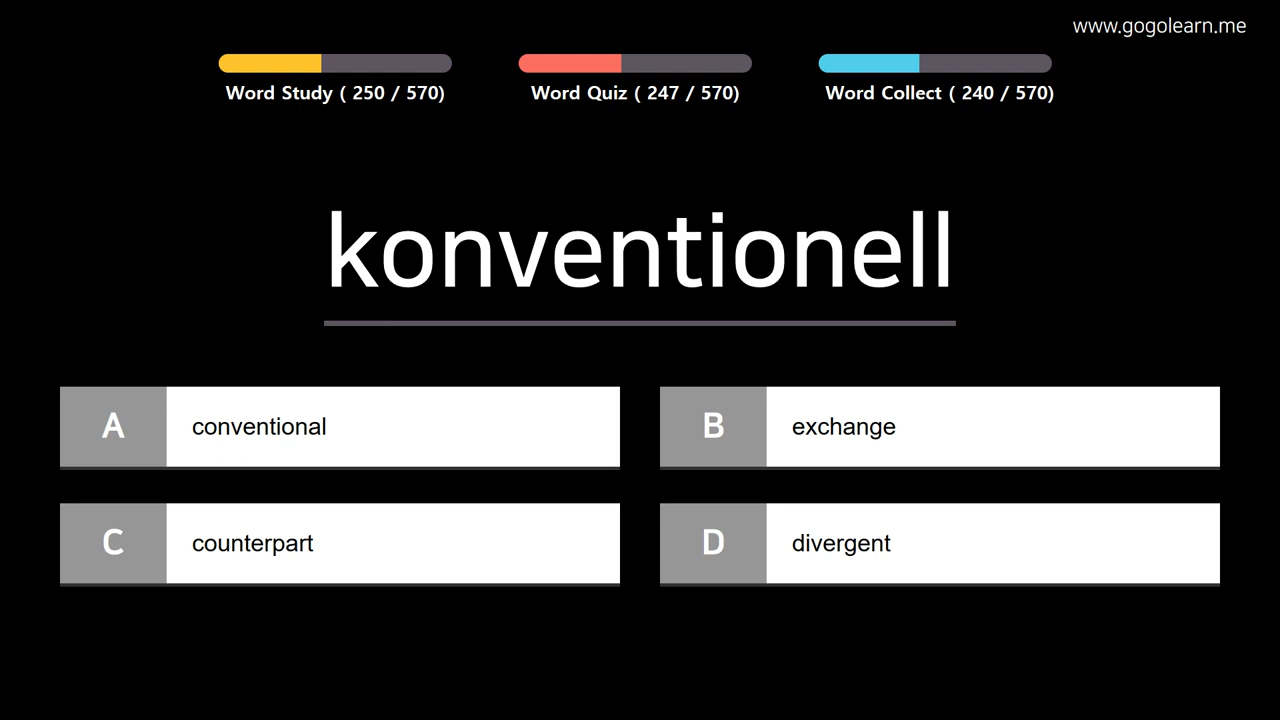 www.gogolearn.me
Word Study ( 250 / 570)
Word Quiz ( 247 / 570)
Word Collect ( 240 / 570)
konventionell
A conventional
B exchange
C counterpart
D divergent